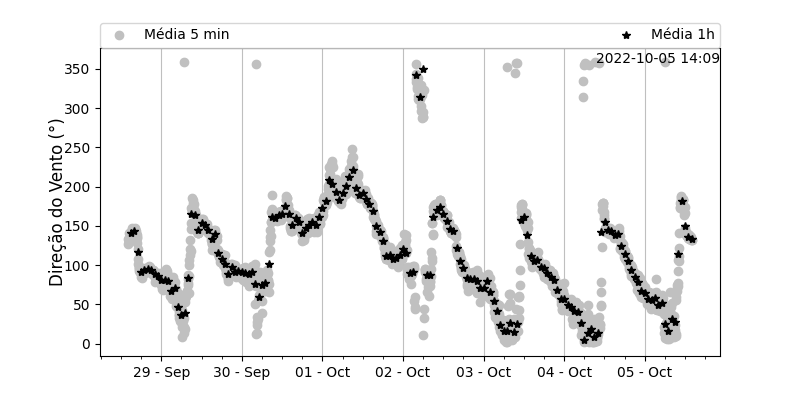 Média 5 min
Média 1h
2022-10-05 14:09
Direção do Vento (°)
350
300
250
200
150
100
50
0
29 - Sep
30 - Sep
01 - Oct
02 - Oct
03 - Oct
04 - Oct
05 - Oct